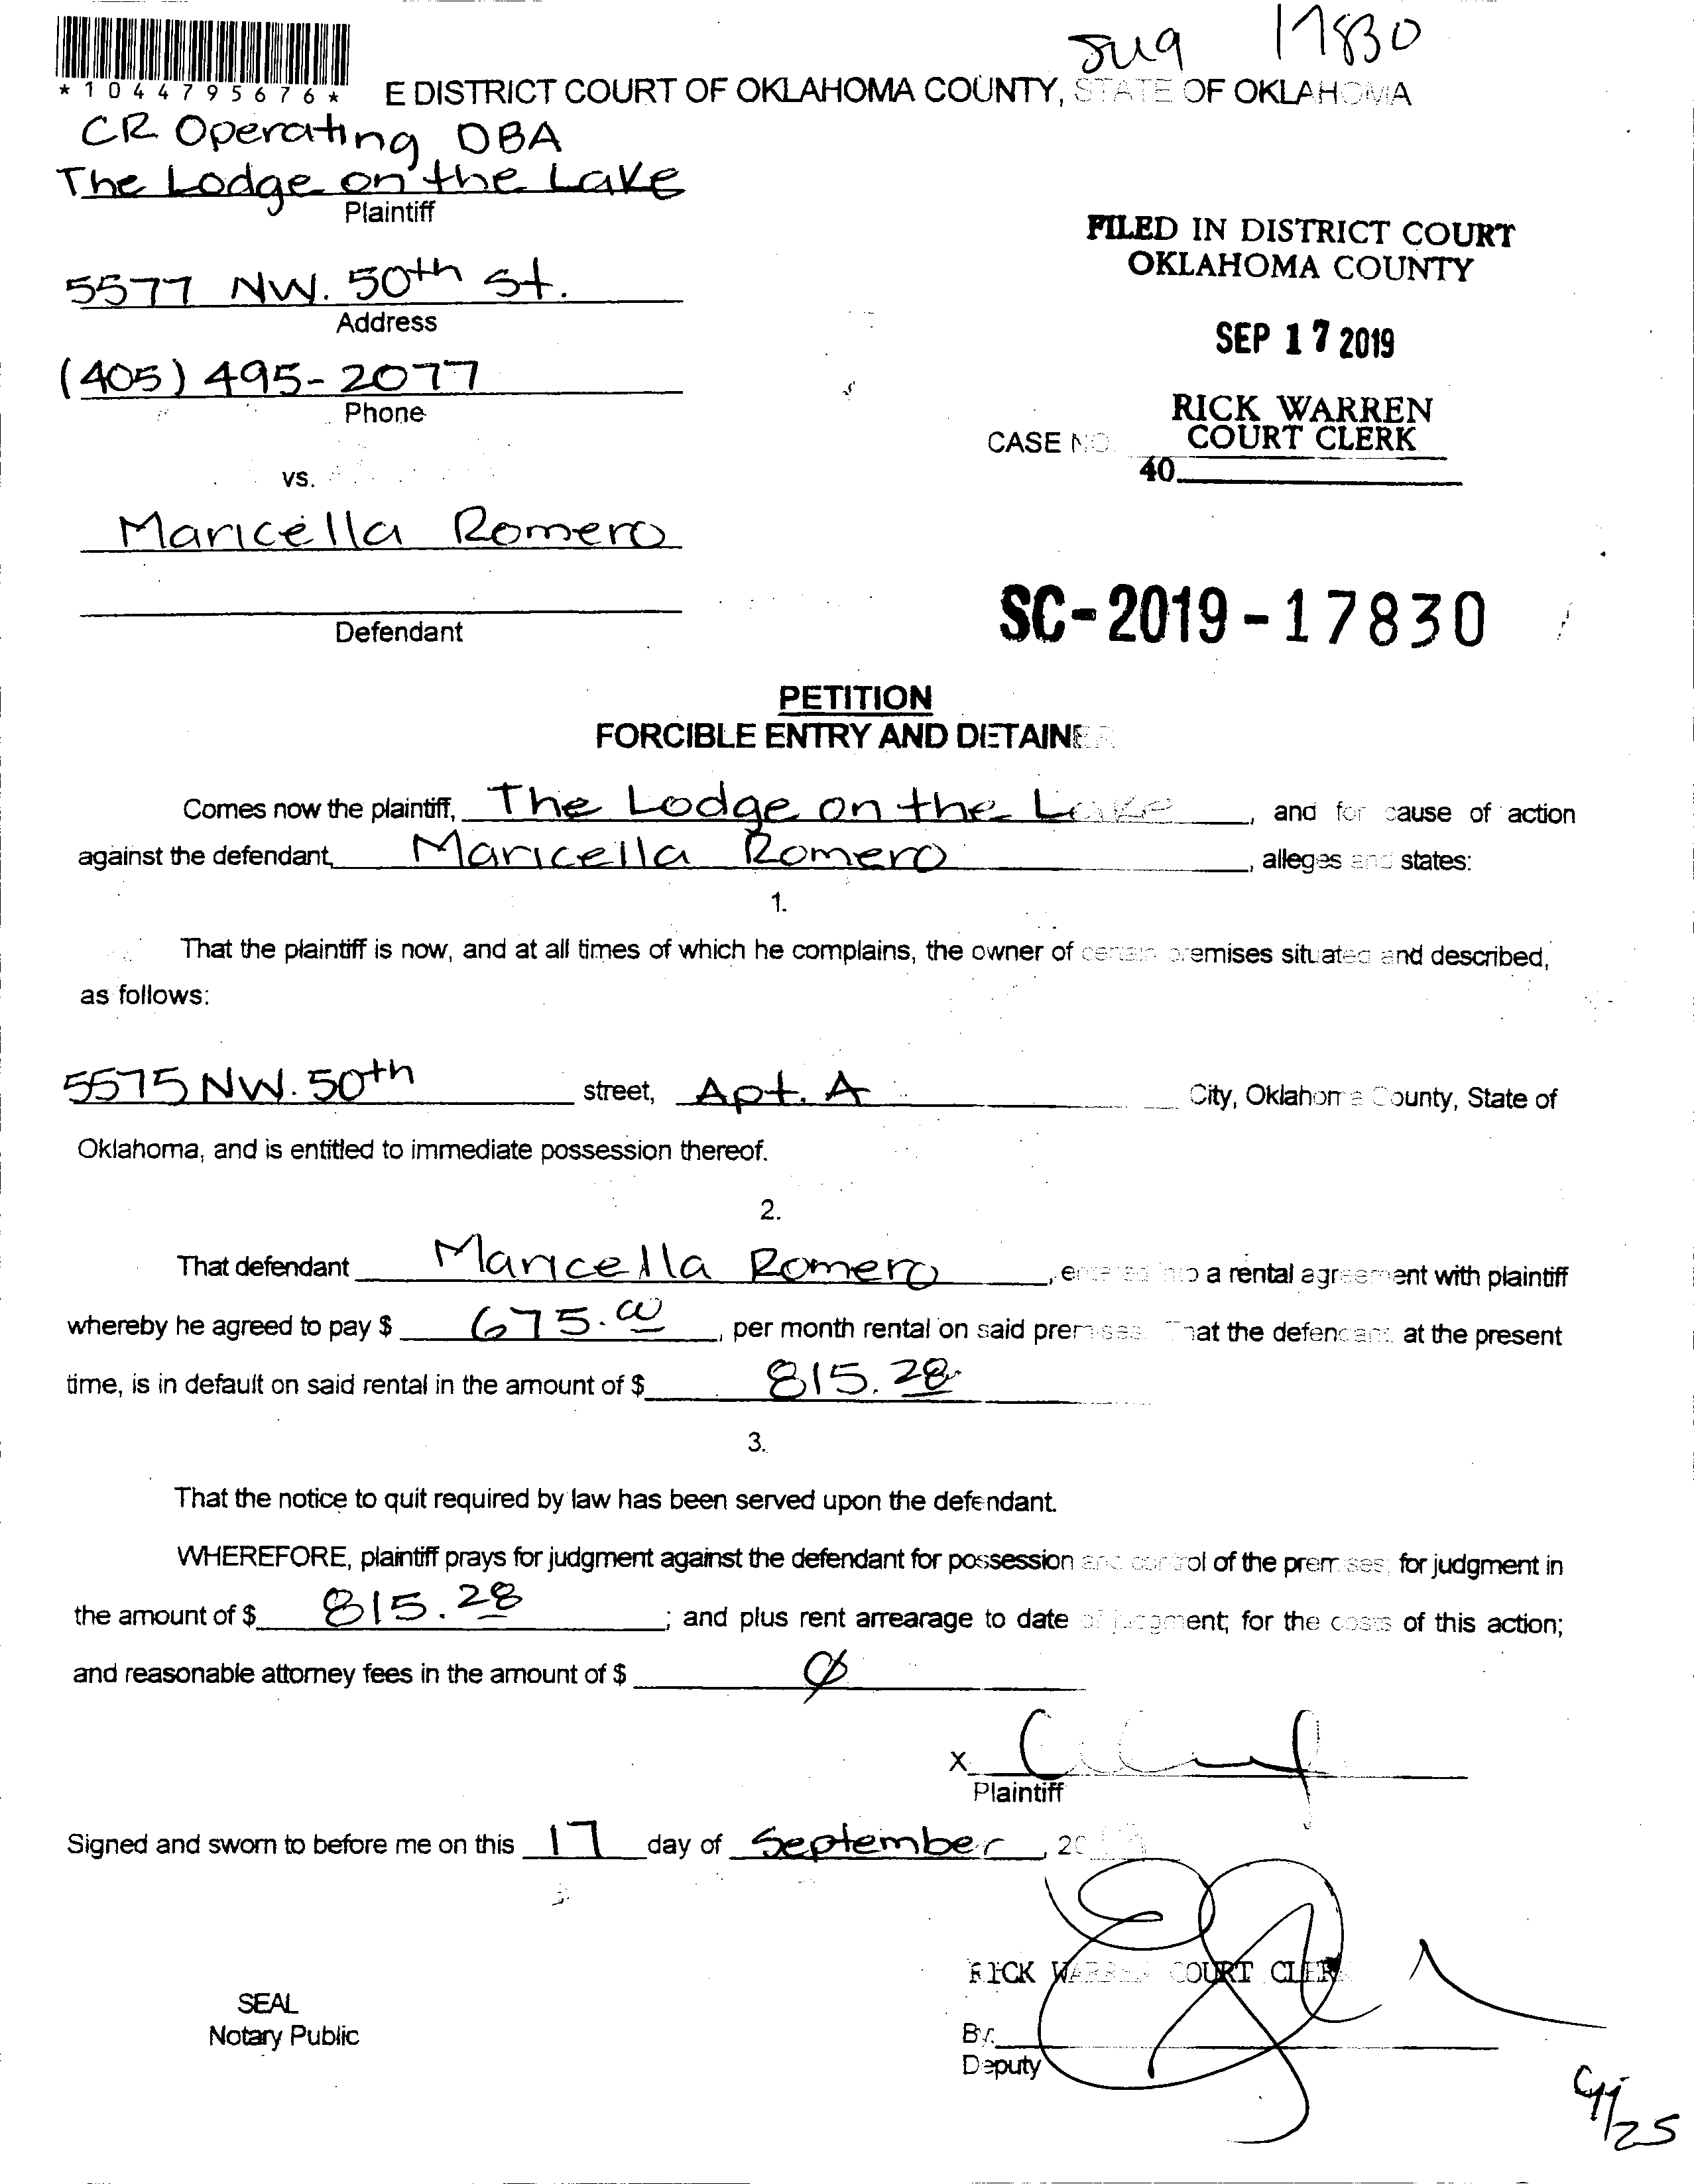 17830
*1044795676*
E DISTRICT COURT OF OKLAHOMA COUNTY, STATE OF OKLAHOMA
CR Operating DBA
The Lodge on the Lake
Plaintiff
FILED IN DISTRICT COURT
OKLAHOMA COUNTY
5577 NW. 50th St.
Address
SEP 17 2019
(405) 495-2077
Phone
RICK WARREN
COURT CLERK
CASE NO.
40
vs.
Maricella Romero
SC-2019-17830
Defendant
PETITION
FORCIBLE ENTRY AND DETAINER
Comes now the plaintiff, The Lodge on the Lake, and for cause of action
against the defendant, Maricella Romero, alleges and states:
1.
That the plaintiff is now, and at all times of which he complains, the owner of certain premises situated and described,
as follows:
5575 NW. 50th street, Apt. A City, Oklahoma County, State of
Oklahoma, and is entitled to immediate possession thereof.
2.
That defendant Maricella Romero, entered into a rental agreement with plaintiff
whereby he agreed to pay $ 675.00, per month rental on said premises. That the defendant at the present
time, is in default on said rental in the amount of $ 815.28
3.
That the notice to quit required by law has been served upon the defendant.
WHEREFORE, plaintiff prays for judgment against the defendant for possession and control of the premises; for judgment in
the amount of $ 815.28; and plus rent arrearage to date of judgment; for the costs of this action;
and reasonable attorney fees in the amount of $ Ø
X
Plaintiff
Signed and sworn to before me on this 17 day of September, 20
RICK WARREN COURT CLERK
SEAL
Notary Public
By:
Deputy
9/25